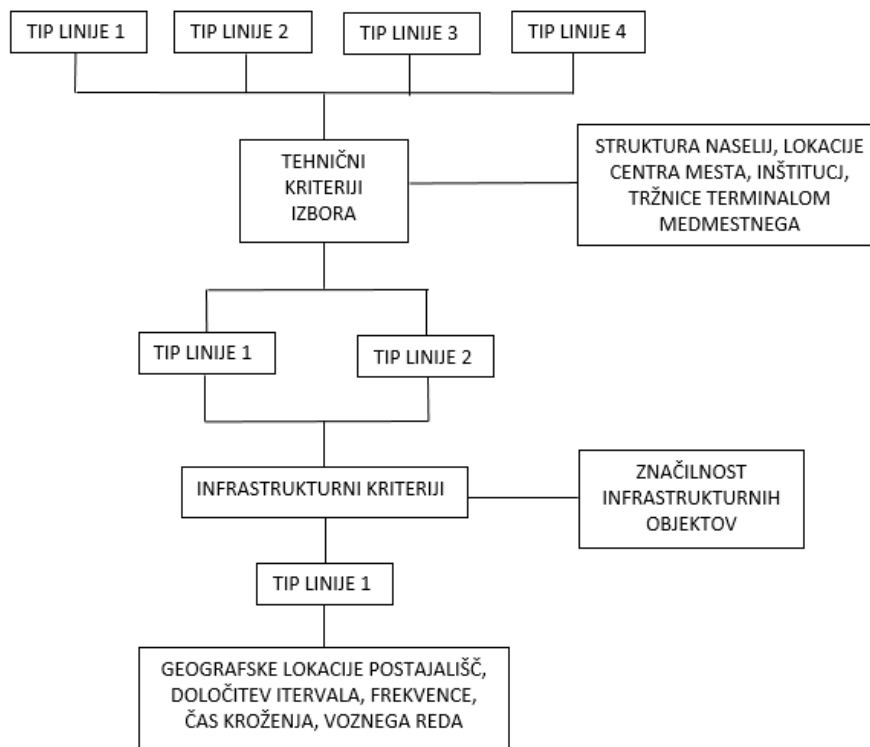 TIP LINIJE 1
TIP LINIJE 2
TIP LINIJE 3
TIP LINIJE 4
TEHNIČNI
KRITERIJI
IZBORA
STRUKTURA NASELIJ, LOKACIJE
CENTRA MESTA, INŠTITUCJ,
TRŽNICE TERMINALOM
MEDMESTNEGA
TIP LINIJE 1
TIP LINIJE 2
INFRASTRUKTURNI KRITERIJI
ZNAČILNOST
INFRASTRUKTURNIH
OBJEKTOV
TIP LINIJE 1
GEOGRAFSKE LOKACIJE POSTAJALIŠČ,
DOLOČITEV ITERVALA, FREKVENCE,
ČAS KROŽENJA, VOZNEGA REDA